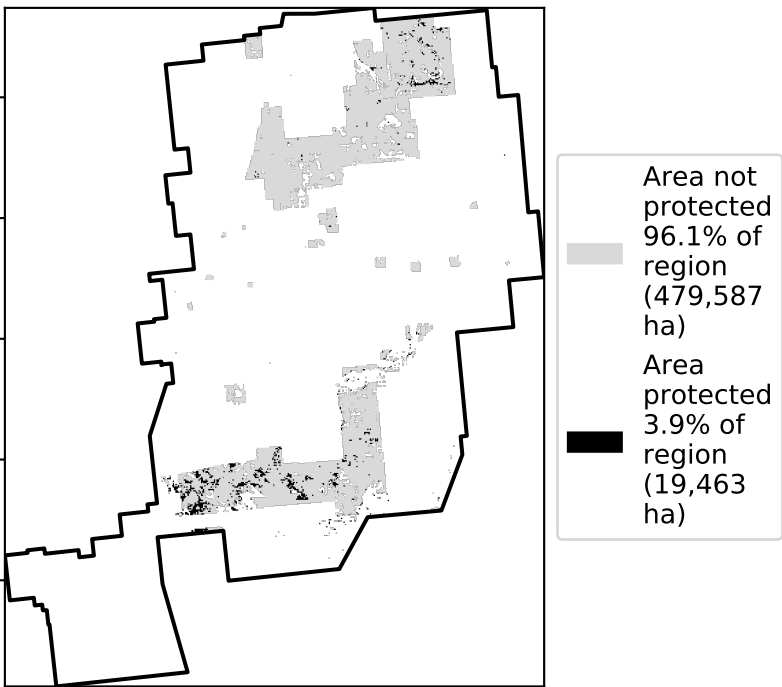 Area not
protected
96.1% of
region
(479,587
ha)
Area
protected
3.9% of
region
(19,463
ha)